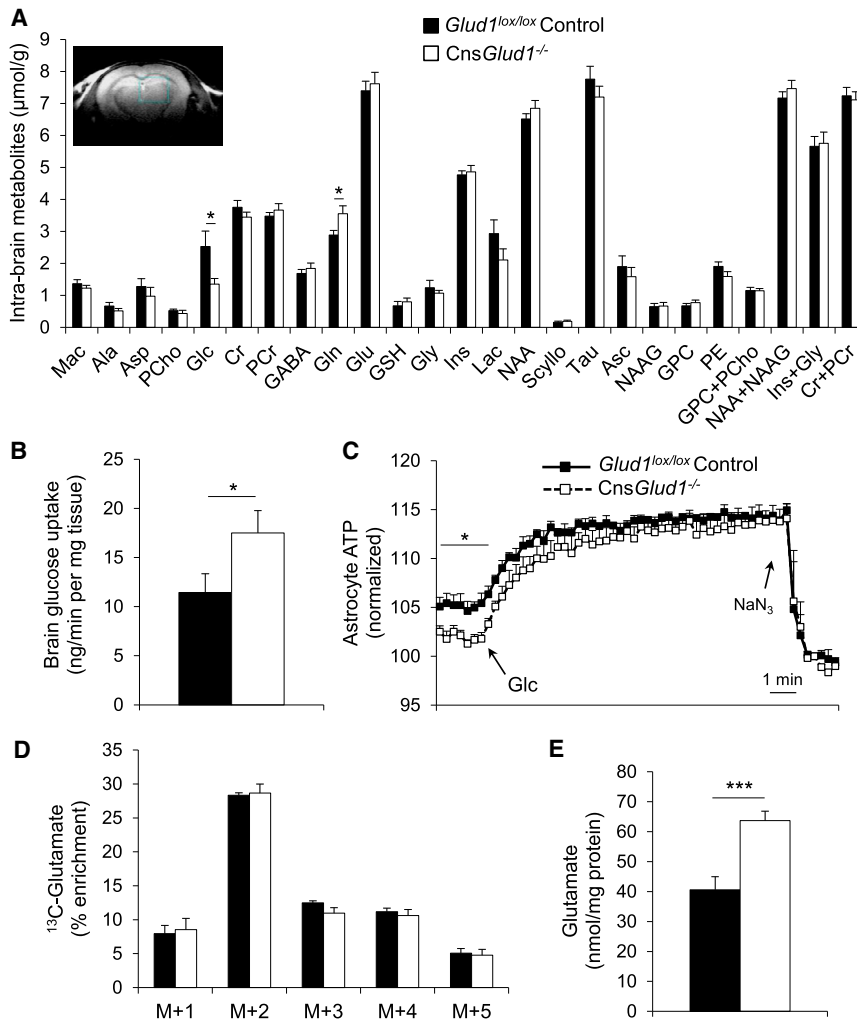 A
Glud1lox/lox Control
CnsGlud1-/-
Intra-brain metabolites (μmol/g)
9
8
7
6
5
4
3
2
1
0
*
*
Mac
Ala
Asp
PCho
Glc
Cr
PCr
GABA
Gln
Glu
GSH
Gly
Ins
Lac
NAA
Scyllo
Tau
Asc
NAAG
GPC
PE
GPC+PCho
NAA+NAAG
Ins+Gly
Cr+PCr
B
Brain glucose uptake
(ng/min per mg tissue)
25
20
15
10
5
0
*
C
Glud1lox/lox Control
CnsGlud1-/-
Astrocyte ATP
(normalized)
120
115
110
105
100
95
*
Glc
NaN3
1 min
D
13C-Glutamate
(% enrichment)
35
30
25
20
15
10
5
0
M+1
M+2
M+3
M+4
M+5
E
Glutamate
(nmol/mg protein)
80
70
60
50
40
30
20
10
0
***